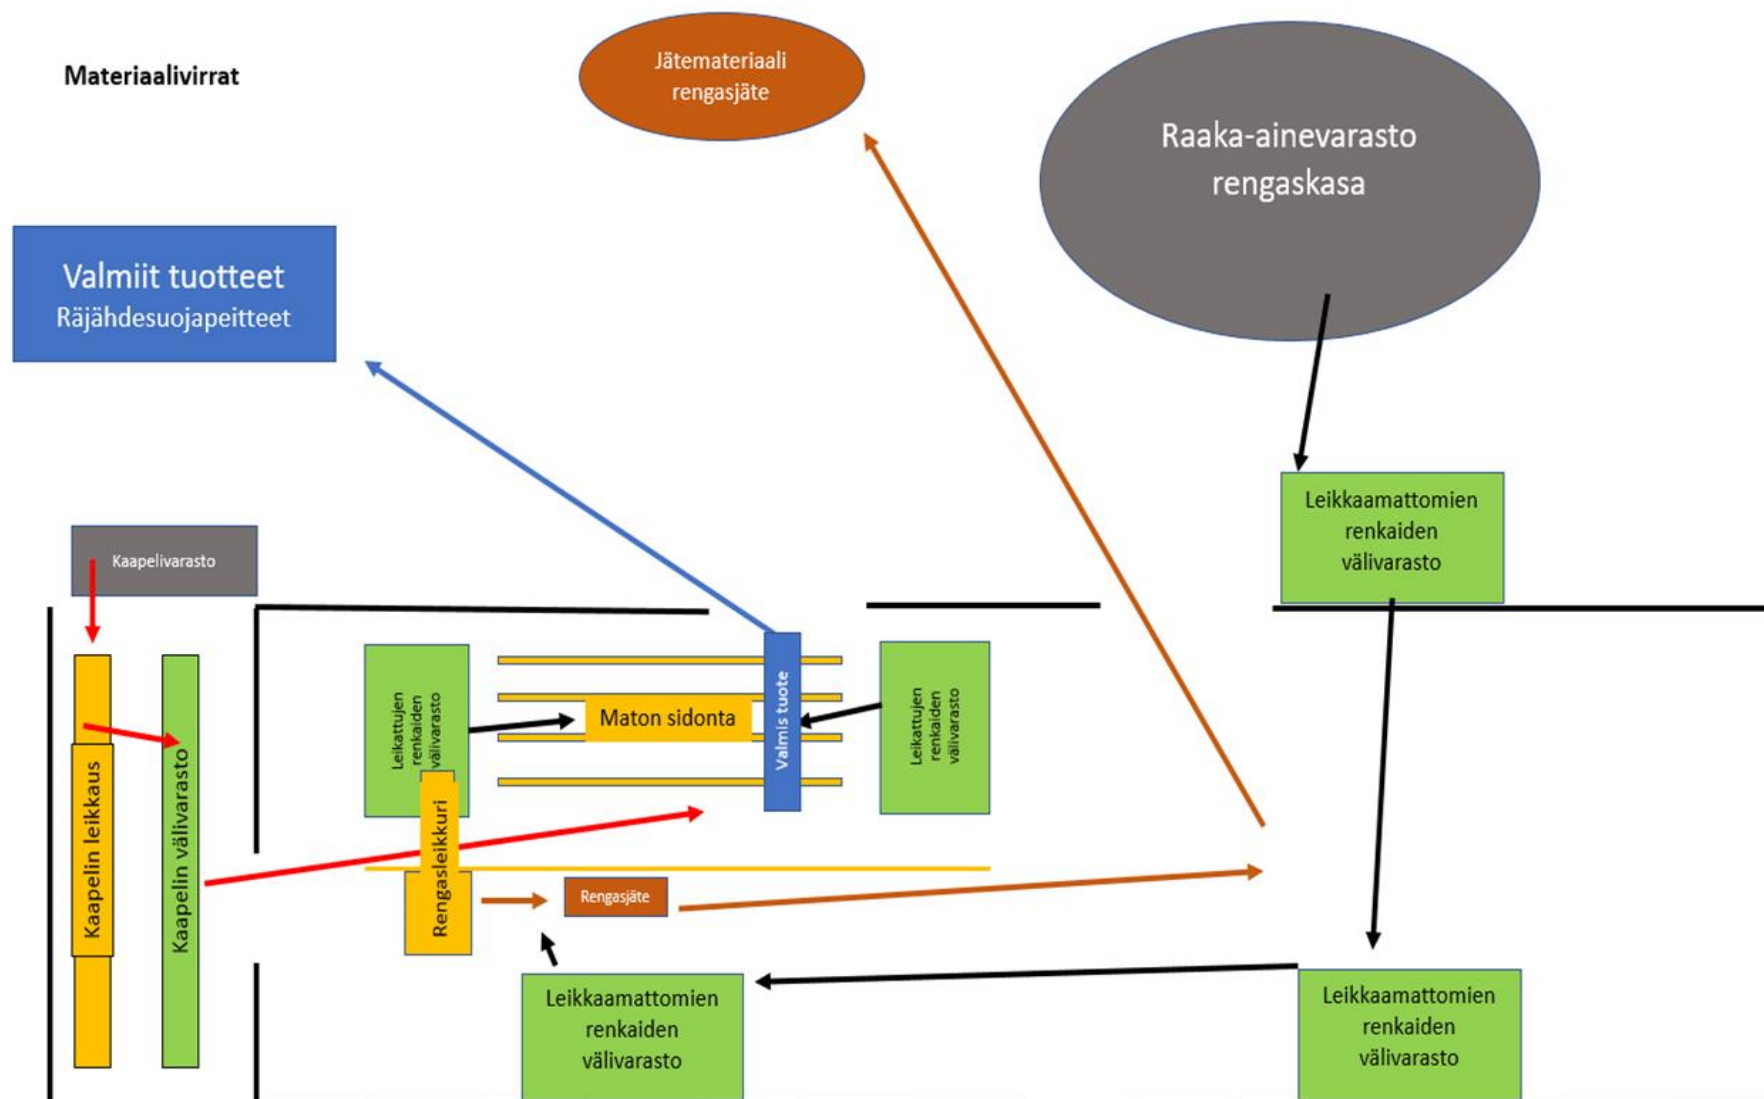 Materiaalivirrat
Jätemateriaali
rengasjäte
Raaka-ainevarasto
rengaskasa
Valmiit tuotteet
Räjähdesuojapeitteet
Leikkaamattomien
renkaiden
välivarasto
Kaapelivarasto
Kaapelin leikkaus
Kaapelin välivarasto
Leikattujen
renkaiden
välivarasto
Maton sidonta
Valmis tuote
Leikattujen
renkaiden
välivarasto
Rengasleikkuri
Rengasjäte
Leikkaamattomien
renkaiden
välivarasto
Leikkaamattomien
renkaiden
välivarasto